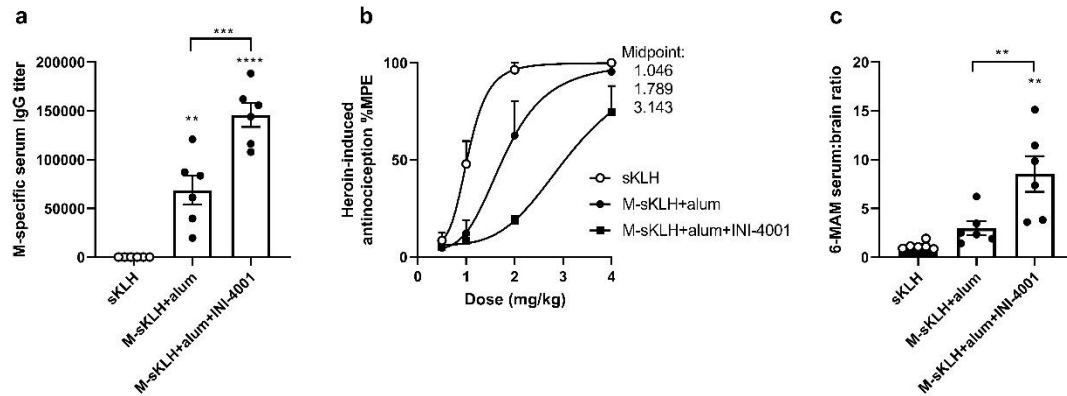 a
M-specific serum IgG titer
200000
150000
100000
50000
0
**
***
****
sKLH
M-sKLH+alum
M-sKLH+alum+INI-4001
b
Heroin-induced
antinociception %MPE
100
50
0
0
1
2
3
4
Dose (mg/kg)
Midpoint:
1.046
1.789
3.143
sKLH
M-sKLH+alum
M-sKLH+alum+INI-4001
c
6-MAM serum:brain ratio
20
15
10
5
0
**
**
sKLH
M-sKLH+alum
M-sKLH+alum+INI-4001